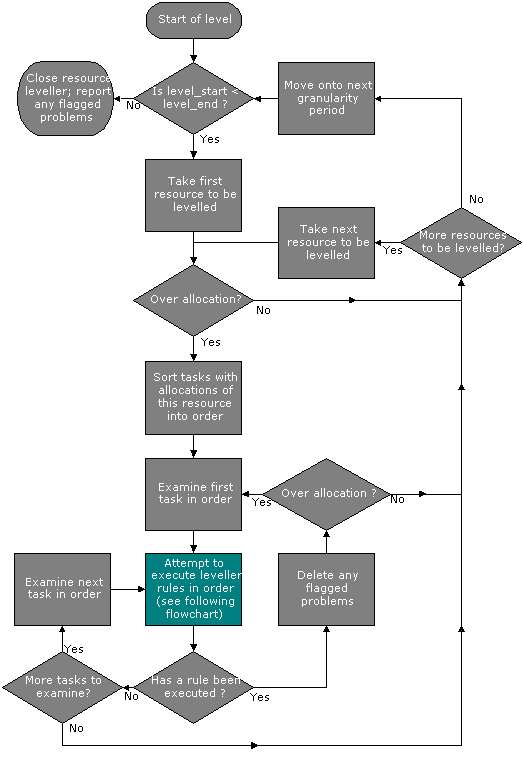 Start of level
Close resource
leveller; report
any flagged
problems
No
Is level_start <
level_end ?
Move onto next
granularity
period
Yes
Take first
resource to be
levelled
No
Take next
resource to be
levelled
Yes
More resources
to be levelled?
Over allocation?
No
Yes
Sort tasks with
allocations of
this resource
into order
Examine first
task in order
Yes
Over allocation ?
No
Examine next
task in order
Attempt to
execute leveller
rules in order
(see following
flowchart)
Delete any
flagged
problems
Yes
More tasks to
examine?
No
Has a rule been
executed ?
Yes
No